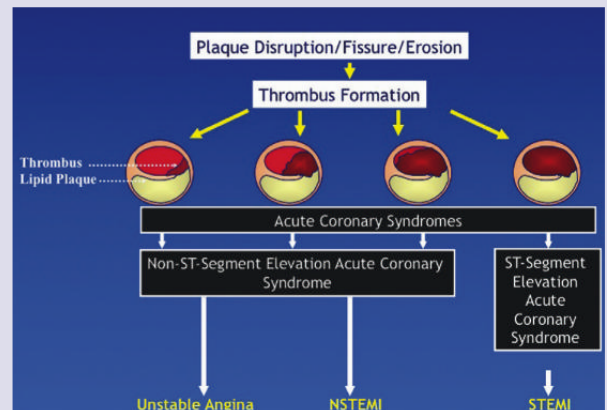 Plaque Disruption/Fissure/Erosion
Thrombus Formation
Thrombus
Lipid Plaque
Acute Coronary Syndromes
Non-ST-Segment Elevation Acute Coronary
Syndrome
ST-Segment
Elevation
Acute
Coronary
Syndrome
Unstable Angina
NSTEMI
STEMI